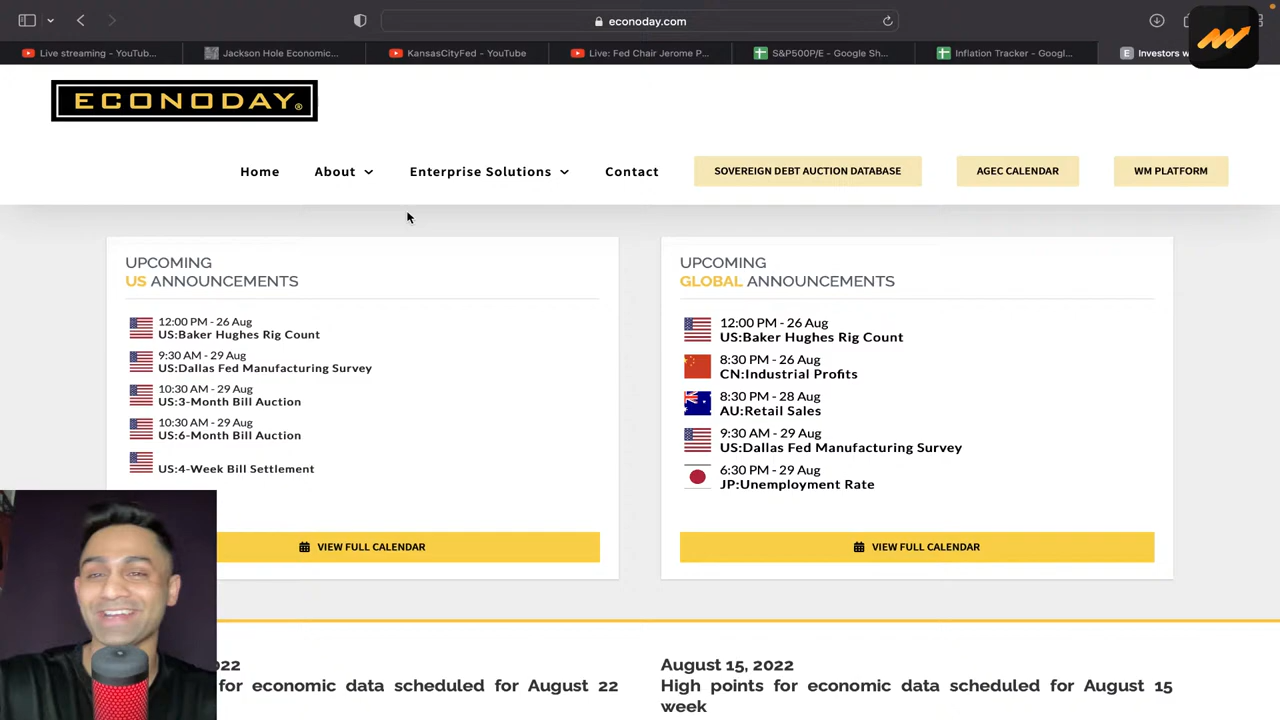 econoday.com
Live streaming - YouTub...
Jackson Hole Economic...
KansasCityFed - YouTube
Live: Fed Chair Jerome P...
S&P500P/E - Google Sh...
Inflation Tracker - Googl...
E
Investors w
ECONODAY®
Home
About
Enterprise Solutions
Contact
SOVEREIGN DEBT AUCTION DATABASE
AGEC CALENDAR
WM PLATFORM
UPCOMING
US ANNOUNCEMENTS
12:00 PM - 26 Aug
US:Baker Hughes Rig Count
9:30 AM - 29 Aug
US:Dallas Fed Manufacturing Survey
10:30 AM - 29 Aug
US:3-Month Bill Auction
10:30 AM - 29 Aug
US:6-Month Bill Auction
US:4-Week Bill Settlement
VIEW FULL CALENDAR
UPCOMING
GLOBAL ANNOUNCEMENTS
12:00 PM - 26 Aug
US:Baker Hughes Rig Count
8:30 PM - 26 Aug
CN:Industrial Profits
8:30 PM - 28 Aug
AU:Retail Sales
9:30 AM - 29 Aug
US:Dallas Fed Manufacturing Survey
6:30 PM - 29 Aug
JP:Unemployment Rate
VIEW FULL CALENDAR
022
for economic data scheduled for August 22
August 15, 2022
High points for economic data scheduled for August 15
week